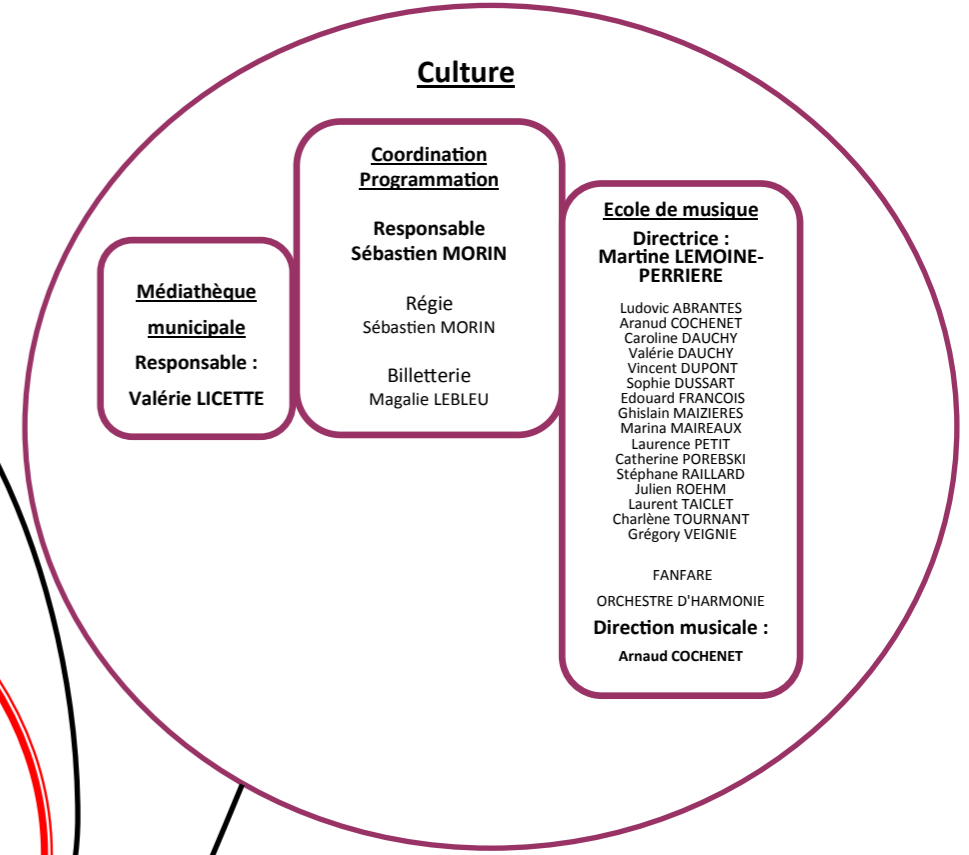 Culture
Médiathèque
municipale
Responsable :
Valérie LICETTE
Coordination
Programmation
Responsable
Sébastien MORIN
Régie
Sébastien MORIN
Billetterie
Magalie LEBLEU
Ecole de musique
Directrice :
Martine LEMOINE-
PERRIERE
Ludovic ABRANTES
Aranud COCHENET
Caroline DAUCHY
Valérie DAUCHY
Vincent DUPONT
Sophie DUSSART
Edouard FRANCOIS
Ghislain MAIZIERES
Marina MAIREAUX
Laurence PETIT
Catherine POREBSKI
Stéphane RAILLARD
Julien ROEHM
Laurent TAICLET
Charlène TOURNANT
Grégory VEIGNIE
FANFARE
ORCHESTRE D'HARMONIE
Direction musicale :
Arnaud COCHENET